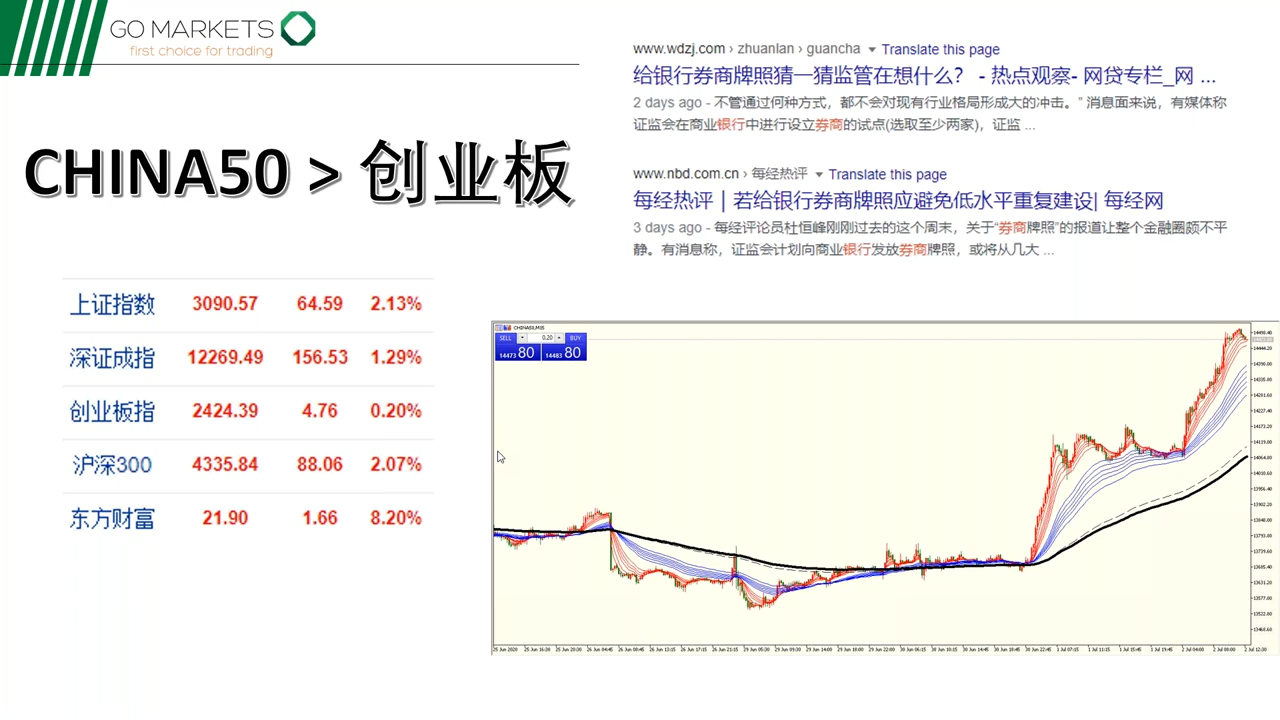 GO MARKETS
first choice for trading
CHINA50 > 创业板
上证指数 3090.57 64.59 2.13%
深证成指 12269.49 156.53 1.29%
创业板指 2424.39 4.76 0.20%
沪深300 4335.84 88.06 2.07%
东方财富 21.90 1.66 8.20%
www.wdzj.com › zhuanlan › guancha ▼ Translate this page
给银行券商牌照猜一猜监管在想什么? - 热点观察- 网贷专栏_网 ...
2 days ago - 不管通过何种方式，都不会对现有行业格局形成大的冲击。" 消息面来说，有媒体称
证监会在商业银行中进行设立券商的试点(选取至少两家)，证监 ...
www.nbd.com.cn › 每经热评 ▼ Translate this page
每经热评｜若给银行券商牌照应避免低水平重复建设| 每经网
3 days ago - 每经评论员杜恒峰刚刚过去的这个周末，关于“券商牌照”的报道让整个金融圈颇不平
静。有消息称，证监会计划向商业银行发放券商牌照，或将从几大 ...
SELL 0.20 BUY
14473 80 14483 80